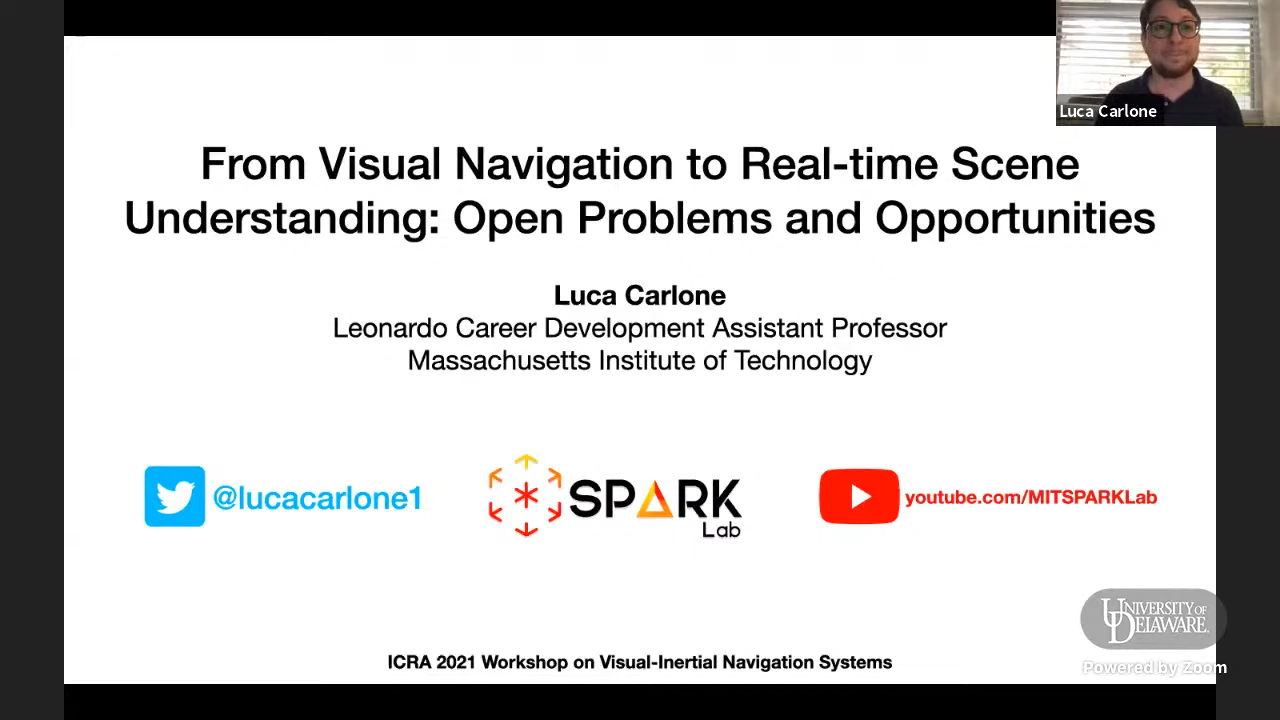 Luca Carlone
From Visual Navigation to Real-time Scene
Understanding: Open Problems and Opportunities
Luca Carlone
Leonardo Career Development Assistant Professor
Massachusetts Institute of Technology
@lucacarlone1
SPARK
Lab
youtube.com/MITSPARKLab
UNIVERSITY OF
DELAWARE.
Powered by Zoom
ICRA 2021 Workshop on Visual-Inertial Navigation Systems